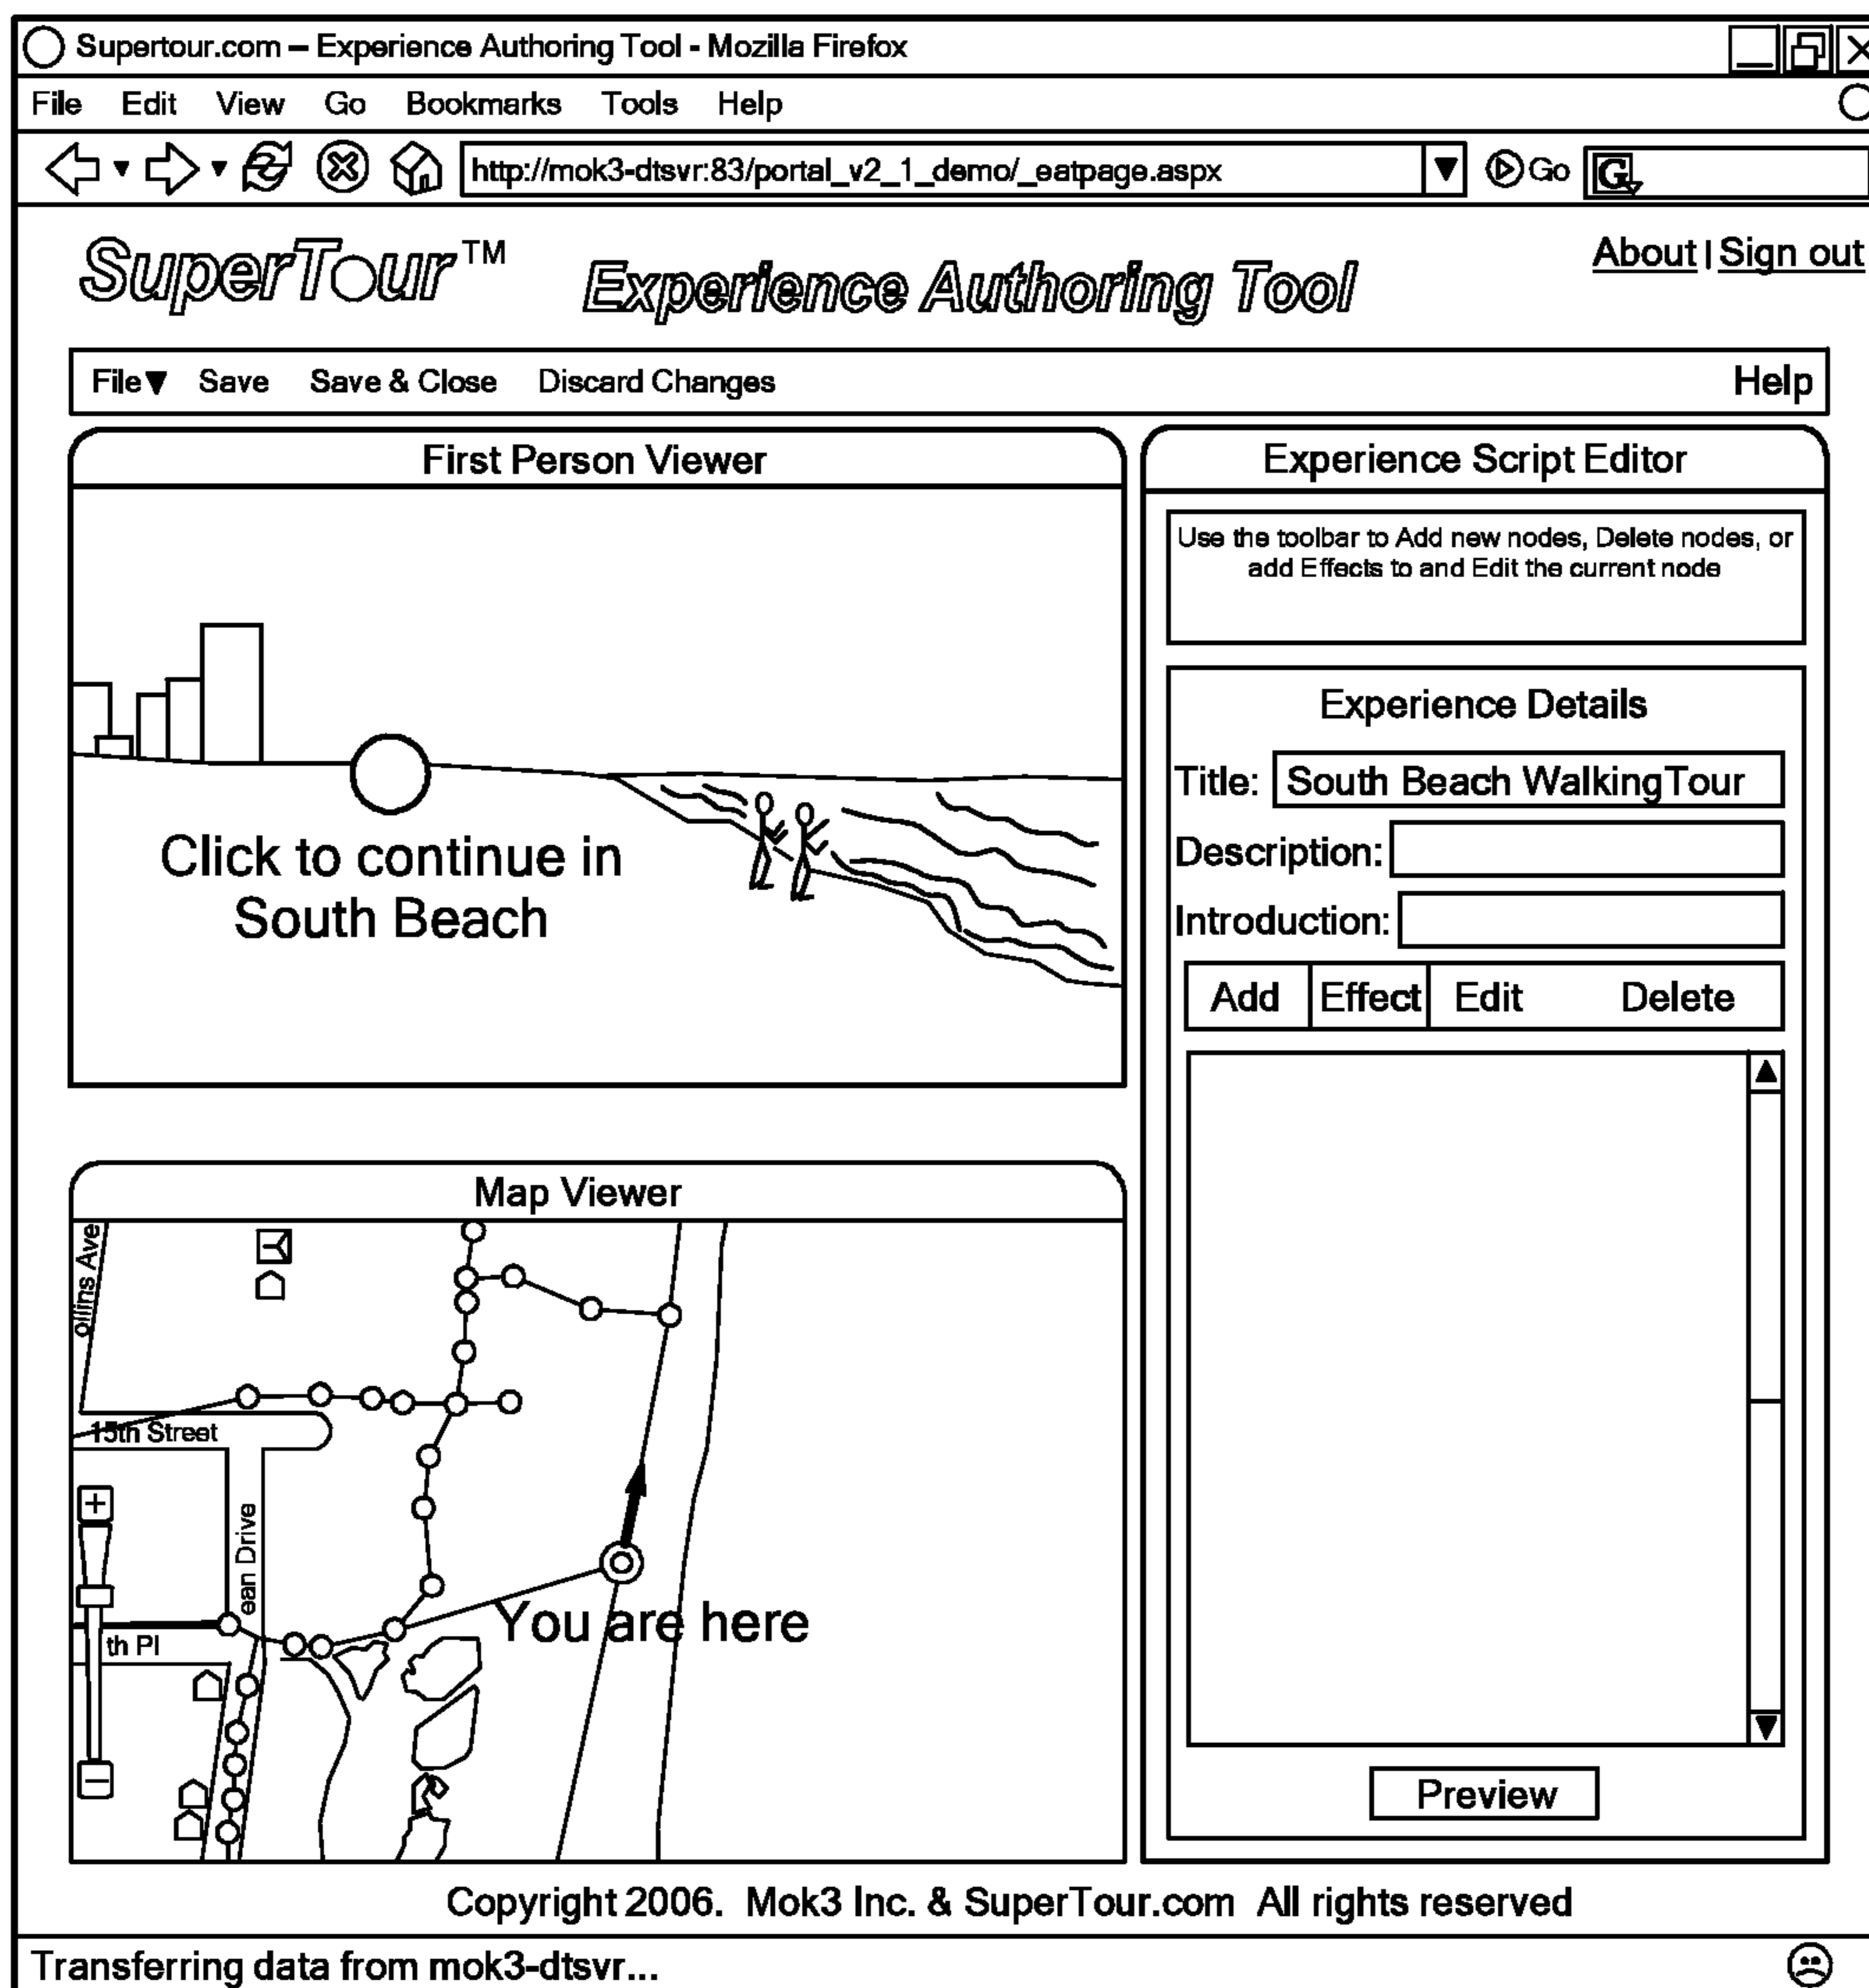 Supertour.com – Experience Authoring Tool - Mozilla Firefox
File Edit View Go Bookmarks Tools Help
http://mok3-dtsvr:83/portal_v2_1_demo/_eatpage.aspx Go G
SuperTour™ Experience Authoring Tool About | Sign out
File Save Save & Close Discard Changes Help
First Person Viewer
Click to continue in
South Beach
Experience Script Editor
Use the toolbar to Add new nodes, Delete nodes, or
add Effects to and Edit the current node
Experience Details
Title: South Beach WalkingTour
Description:
Introduction:
Add Effect Edit Delete
Preview
Map Viewer
ollins Ave
15th Street
ean Drive
th Pl
You are here
Copyright 2006. Mok3 Inc. & SuperTour.com All rights reserved
Transferring data from mok3-dtsvr...